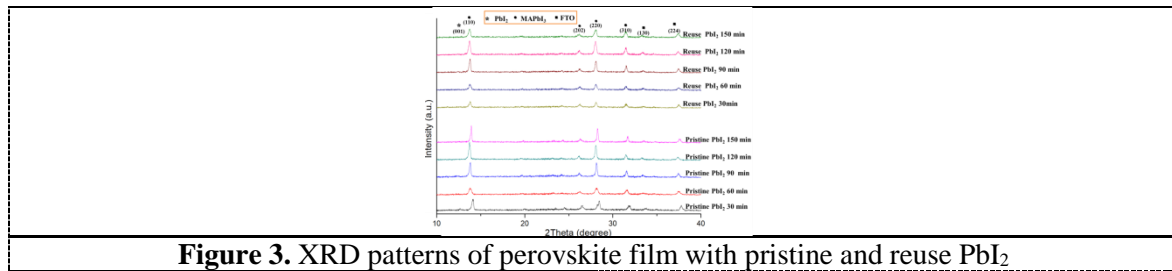 * PbI₂ • MAPbI₃ ▪ FTO
(001) (110) (202) (220) (310) (224)
Reuse PbI₂ 150 min
Reuse PbI₂ 120 min
Reuse PbI₂ 90 min
Reuse PbI₂ 60 min
Reuse PbI₂ 30min
Pristine PbI₂ 150 min
Pristine PbI₂ 120 min
Pristine PbI₂ 90 min
Pristine PbI₂ 60 min
Pristine PbI₂ 30 min
Intensity (a.u.)
10 20 30 40
2Theta (degree)
Figure 3. XRD patterns of perovskite film with pristine and reuse PbI₂